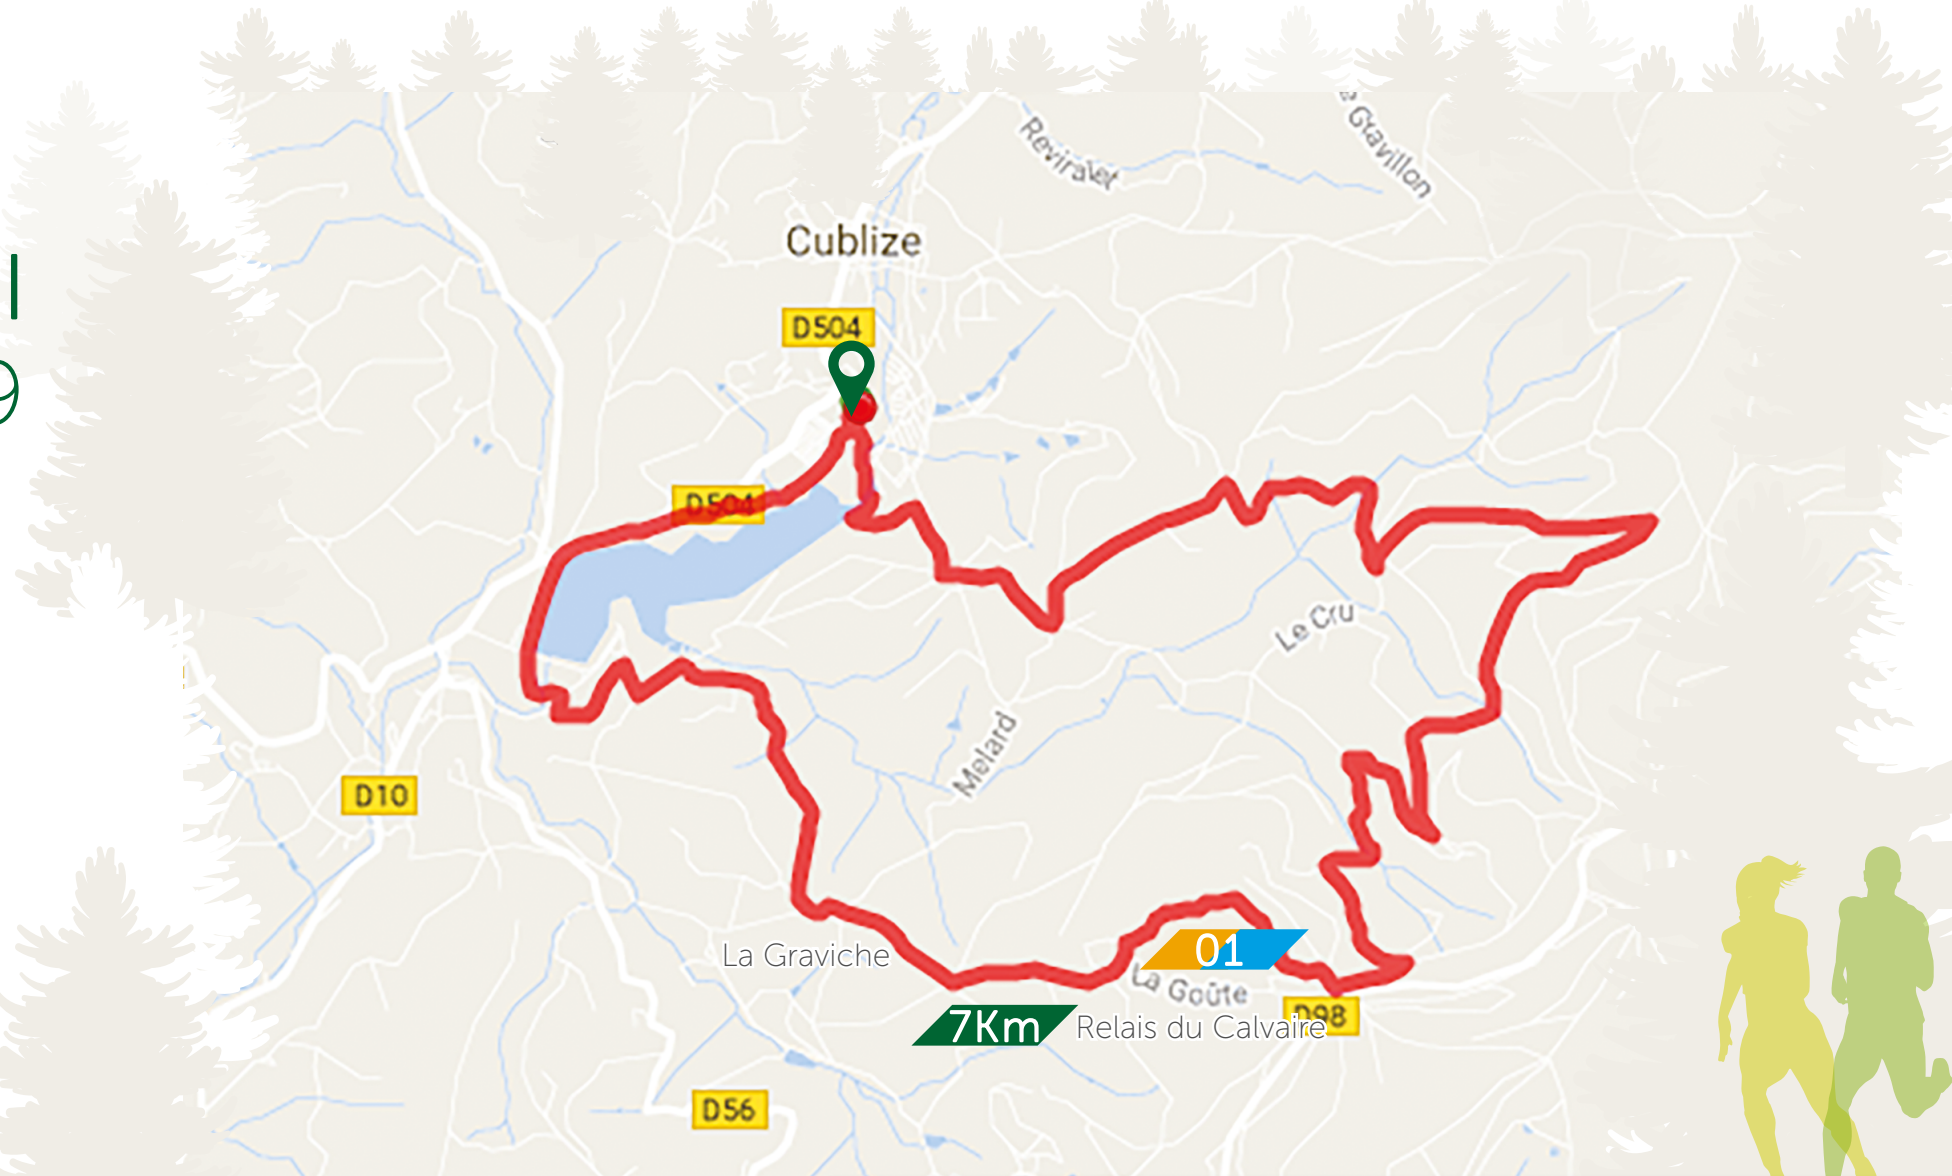 Reviralet
Gravillon
Cublize
D504
D504
Le Cru
Melard
D10
La Graviche
01
La Goûte
D98
7Km
Relais du Calvaire
D56